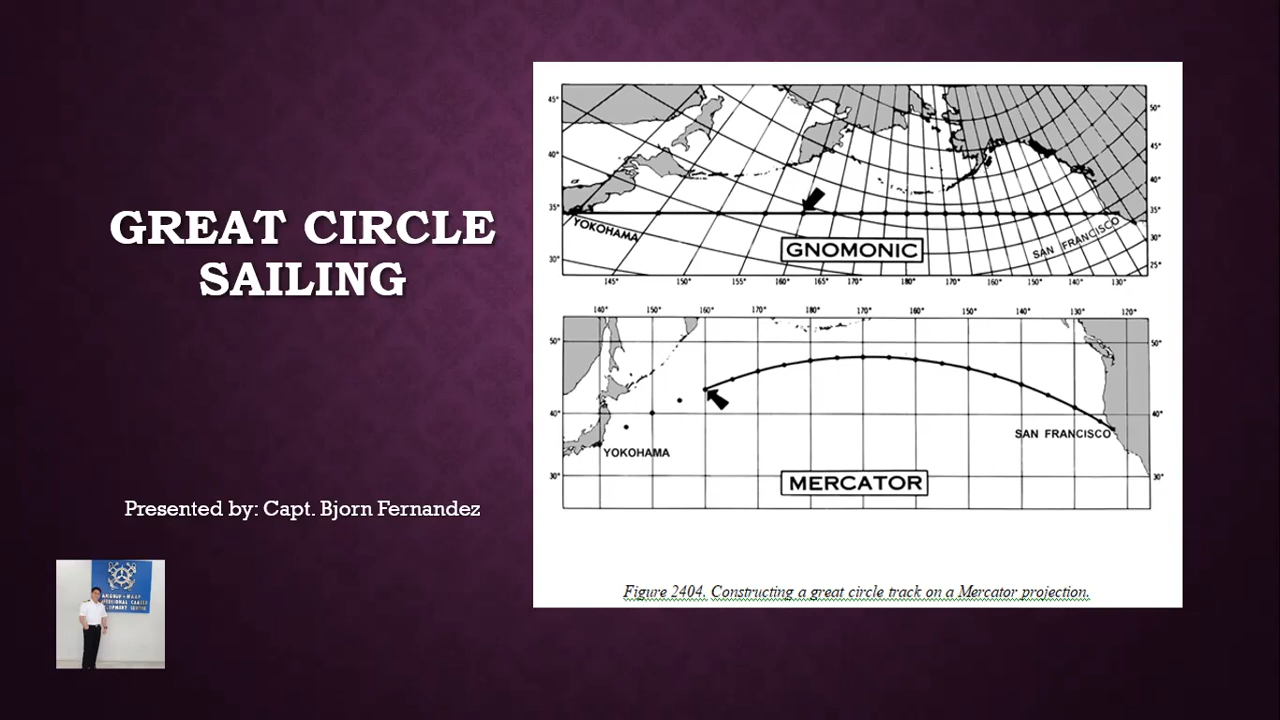 GREAT CIRCLE
SAILING
Presented by: Capt. Bjorn Fernandez
45°
40°
35°
30°
50°
45°
40°
35°
30°
25°
YOKOHAMA
SAN FRANCISCO
GNOMONIC
145° 150° 155° 160° 165° 170° 180° 170° 160° 150° 140° 130°
140° 150° 160° 170° 180° 170° 160° 150° 140° 130° 120°
50° 50°
40° 40°
SAN FRANCISCO
YOKOHAMA
30° 30°
MERCATOR
Figure 2404. Constructing a great circle track on a Mercator projection.